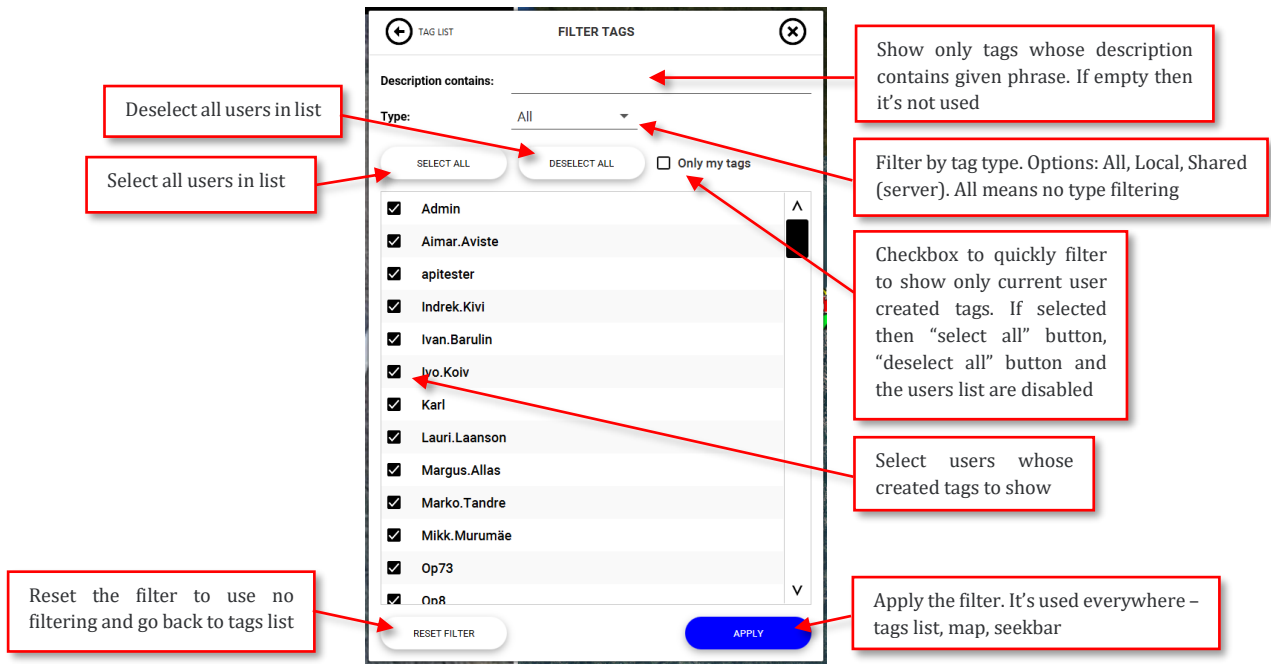 TAG LIST
FILTER TAGS
Description contains:
Type:
All
SELECT ALL
DESELECT ALL
Only my tags
Admin
Aimar.Aviste
apitester
Indrek.Kivi
Ivan.Barulin
Ivo.Koiv
Karl
Lauri.Laanson
Margus.Allas
Marko.Tandre
Mikk.Murumäe
Op73
Op8
RESET FILTER
APPLY
Deselect all users in list
Select all users in list
Reset the filter to use no
filtering and go back to tags list
Show only tags whose description
contains given phrase. If empty then
it’s not used
Filter by tag type. Options: All, Local, Shared
(server). All means no type filtering
Checkbox to quickly filter
to show only current user
created tags. If selected
then “select all” button,
“deselect all” button and
the users list are disabled
Select users whose
created tags to show
Apply the filter. It’s used everywhere –
tags list, map, seekbar